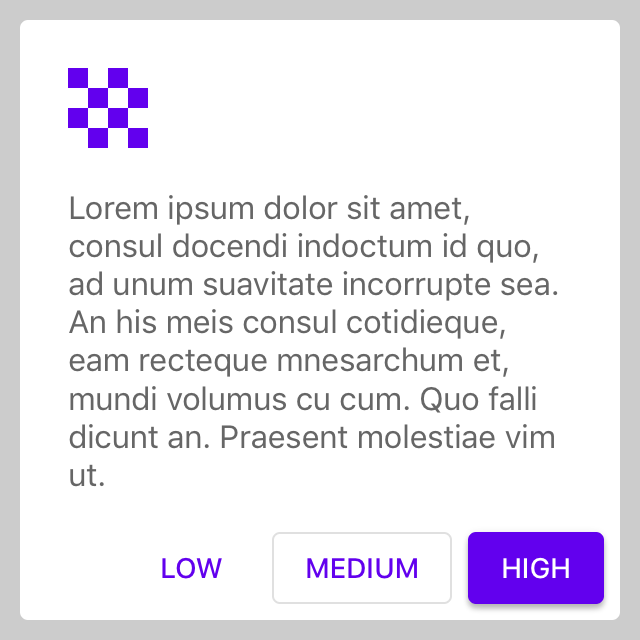 Lorem ipsum dolor sit amet,
consul docendi indoctum id quo,
ad unum suavitate incorrupte sea.
An his meis consul cotidieque,
eam recteque mnesarchum et,
mundi volumus cu cum. Quo falli
dicunt an. Praesent molestiae vim
ut.
LOW MEDIUM HIGH